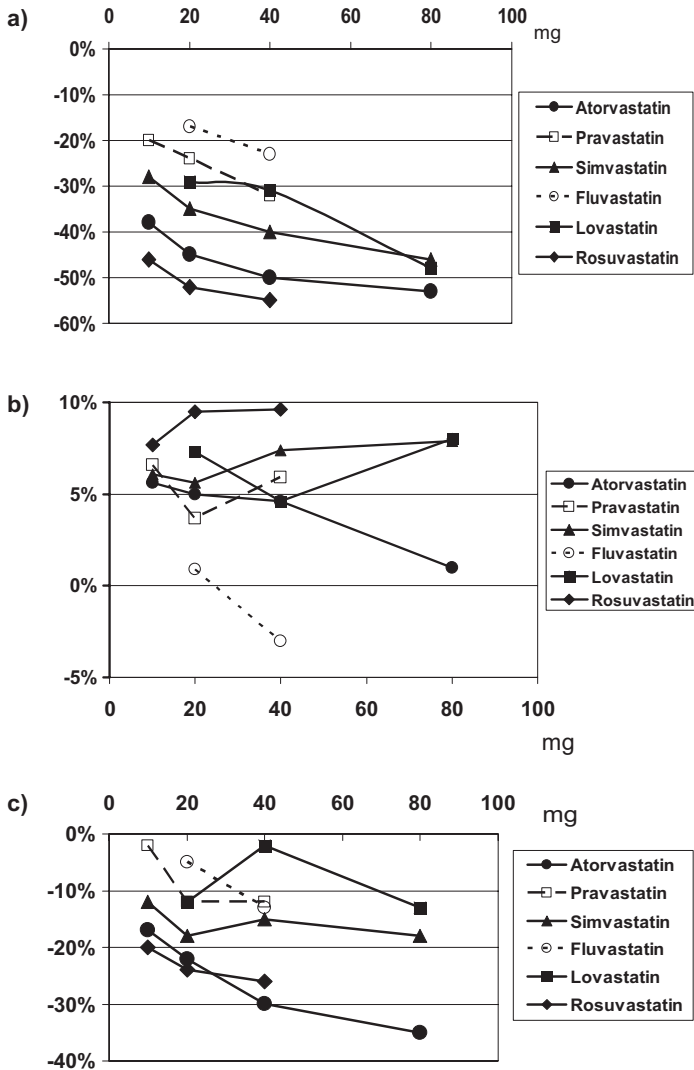 a)
0 20 40 60 80 100
mg
0%
-10%
-20%
-30%
-40%
-50%
-60%
Atorvastatin
Pravastatin
Simvastatin
Fluvastatin
Lovastatin
Rosuvastatin
b)
10%
5%
0%
-5%
0 20 40 60 80 100
mg
Atorvastatin
Pravastatin
Simvastatin
Fluvastatin
Lovastatin
Rosuvastatin
c)
0 20 40 60 80 100
mg
0%
-10%
-20%
-30%
-40%
Atorvastatin
Pravastatin
Simvastatin
Fluvastatin
Lovastatin
Rosuvastatin